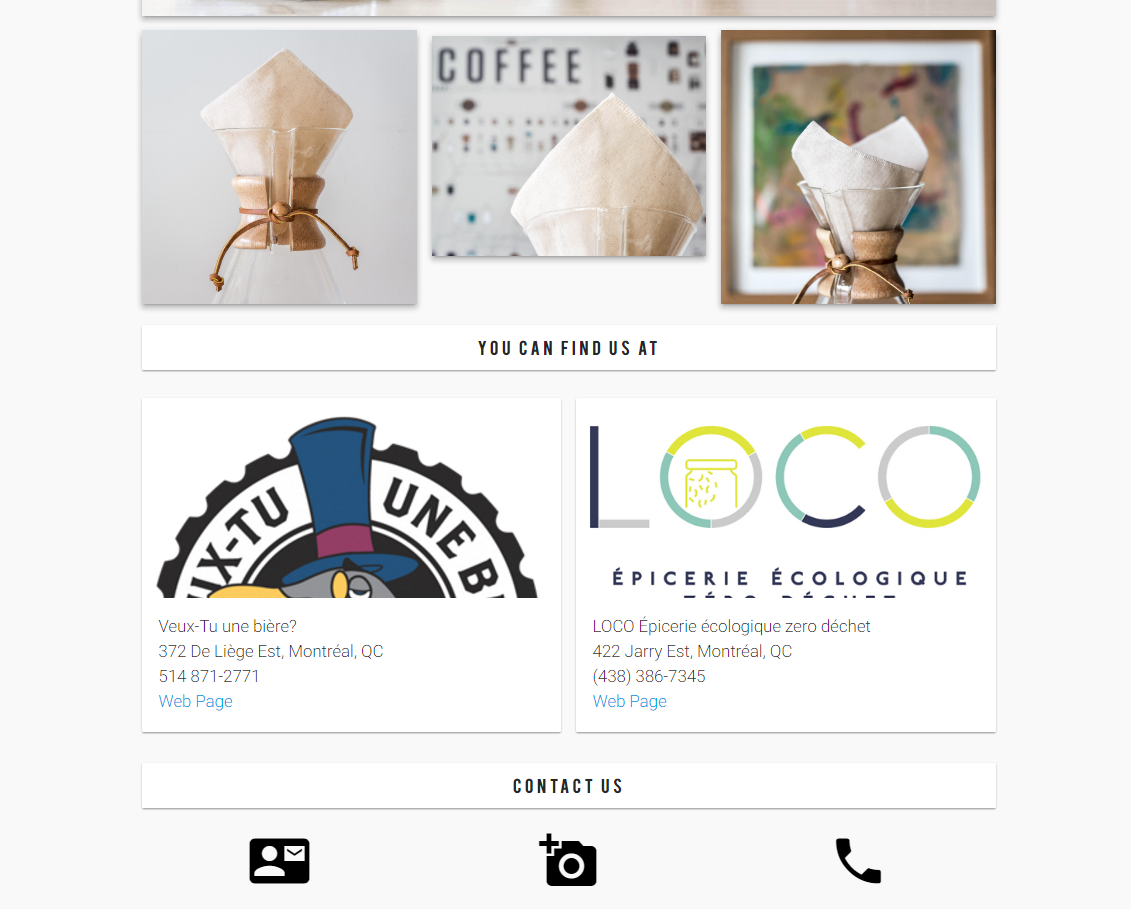 COFFEE
YOU CAN FIND US AT
UX-TU UNE B
LOCO
ÉPICERIE ÉCOLOGIQUE
ZÉRO DÉCHET
Veux-Tu une bière?
372 De Liège Est, Montréal, QC
514 871-2771
Web Page
LOCO Épicerie écologique zero déchet
422 Jarry Est, Montréal, QC
(438) 386-7345
Web Page
CONTACT US